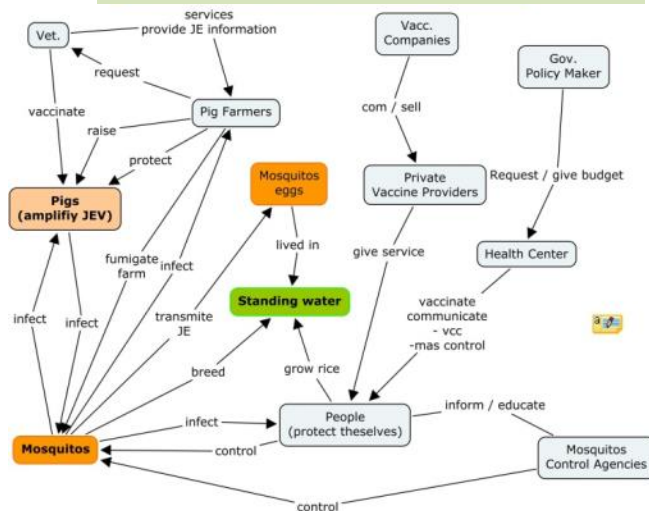 services
provide JE information
Vet.
Vacc.
Companies
Gov.
Policy Maker
request
Pig Farmers
vaccinate
raise
com / sell
protect
Mosquitos
eggs
Private
Vaccine Providers
Request / give budget
Pigs
(amplifiy JEV)
lived in
give service
Health Center
fumigate
farm
infect
Standing water
infect
infect
transmite
JE
vaccinate
communicate
- vcc
-mas control
a
breed
grow rice
infect
People
(protect theselves)
inform / educate
Mosquitos
control
Mosquitos
Control Agencies
control